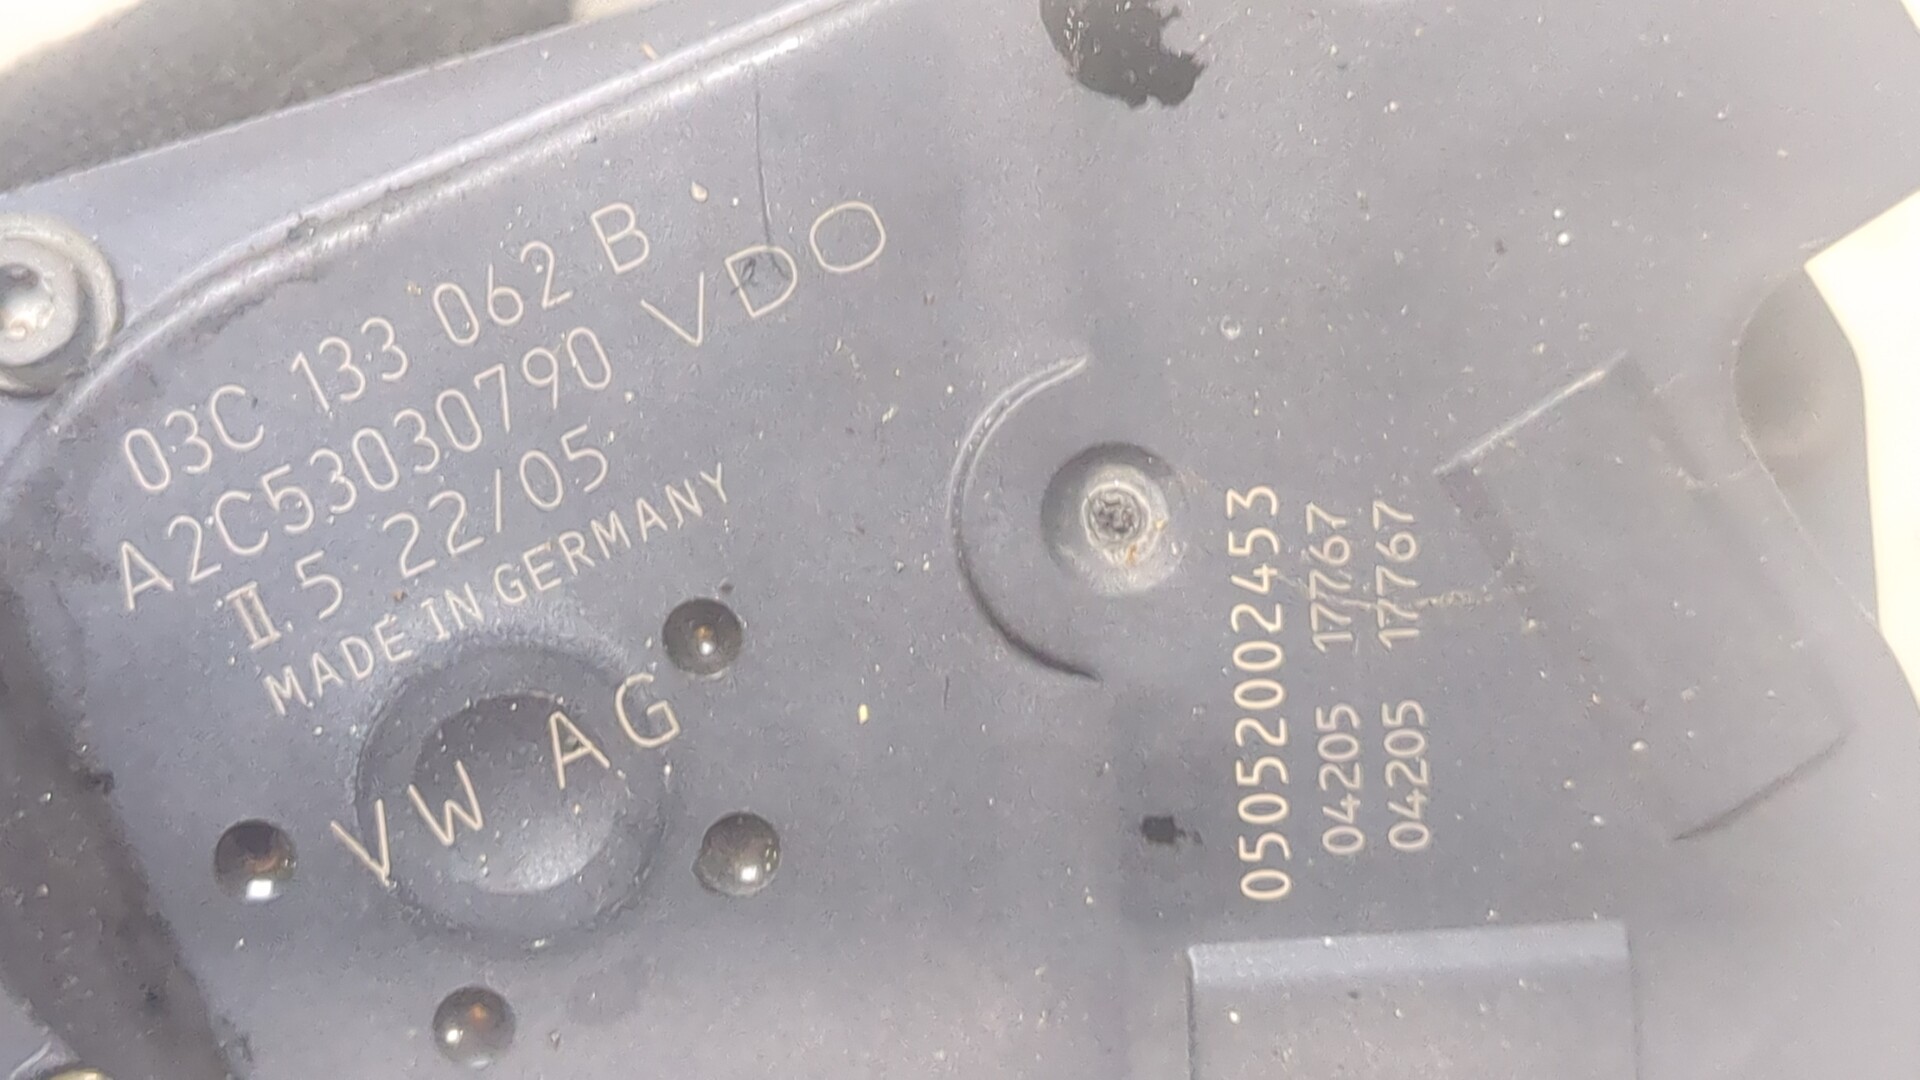 03C 133 062 B
A2C53030790 VDO
II.5 22/05
MADE IN GERMANY
VW AG
05052002453
04205 17767
04205 17767